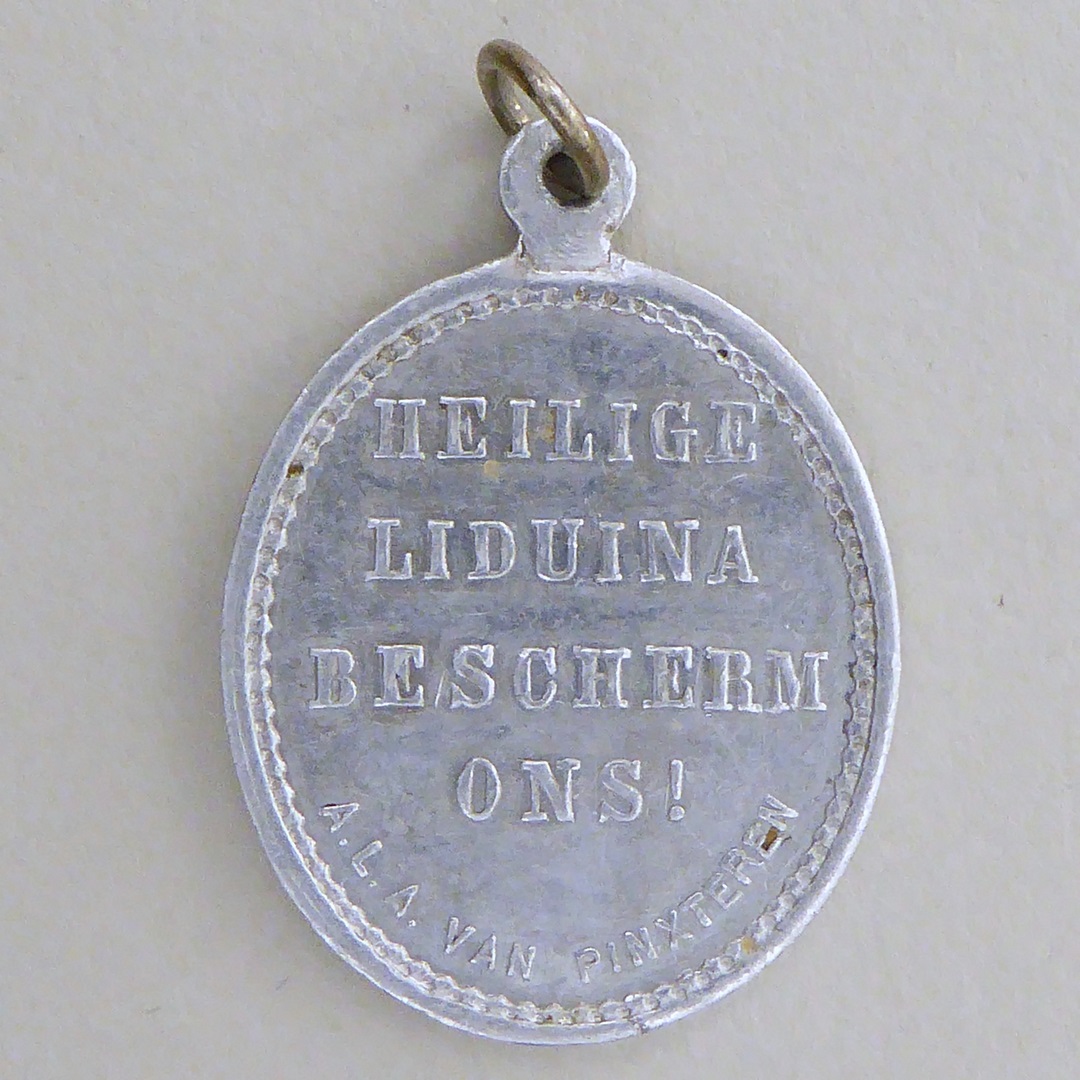 HEILIGE
LIDUINA
BESCHERM
ONS!
A.L.A. VAN PINXTEREN